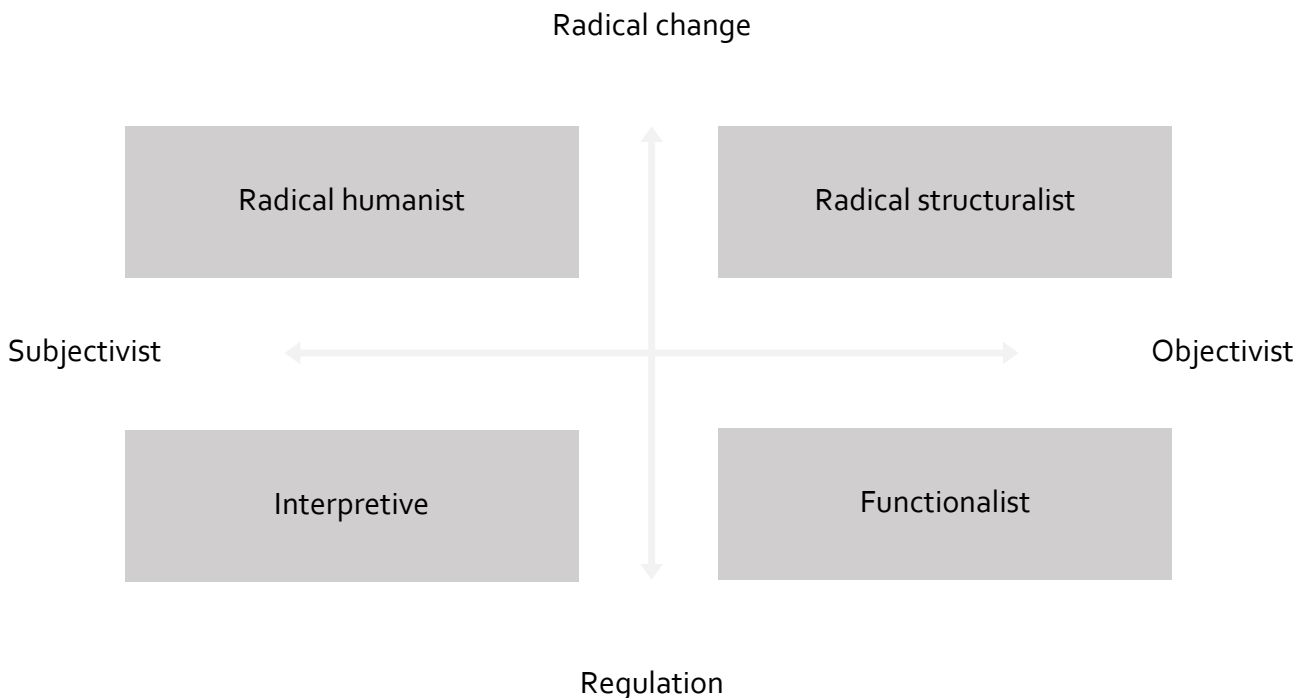 Radical change
Radical humanist
Radical structuralist
Subjectivist
Objectivist
Interpretive
Functionalist
Regulation